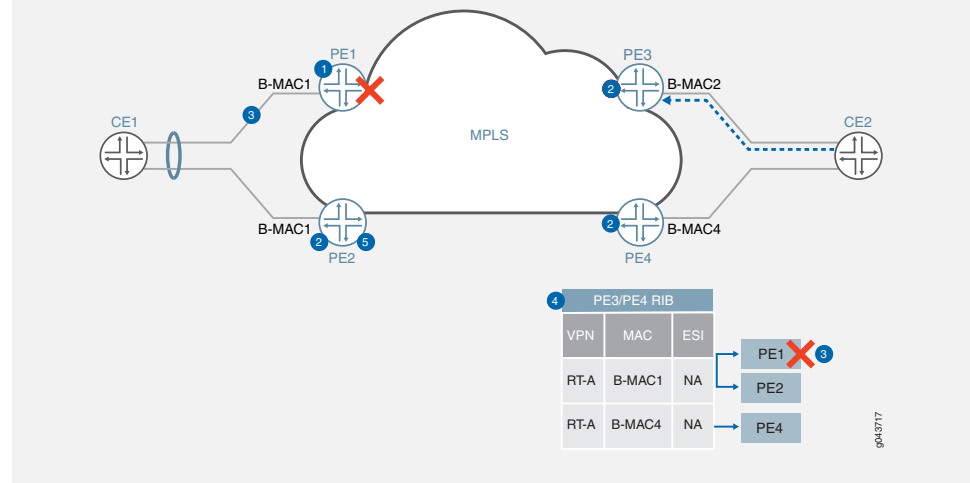 PE1
PE3
1
B-MAC1
2
B-MAC2
3
CE1
CE2
MPLS
B-MAC1
2
B-MAC4
2
5
PE2
PE4
4
PE3/PE4 RIB
VPN
MAC
ESI
PE1
3
RT-A
B-MAC1
NA
PE2
RT-A
B-MAC4
NA
PE4
g043717